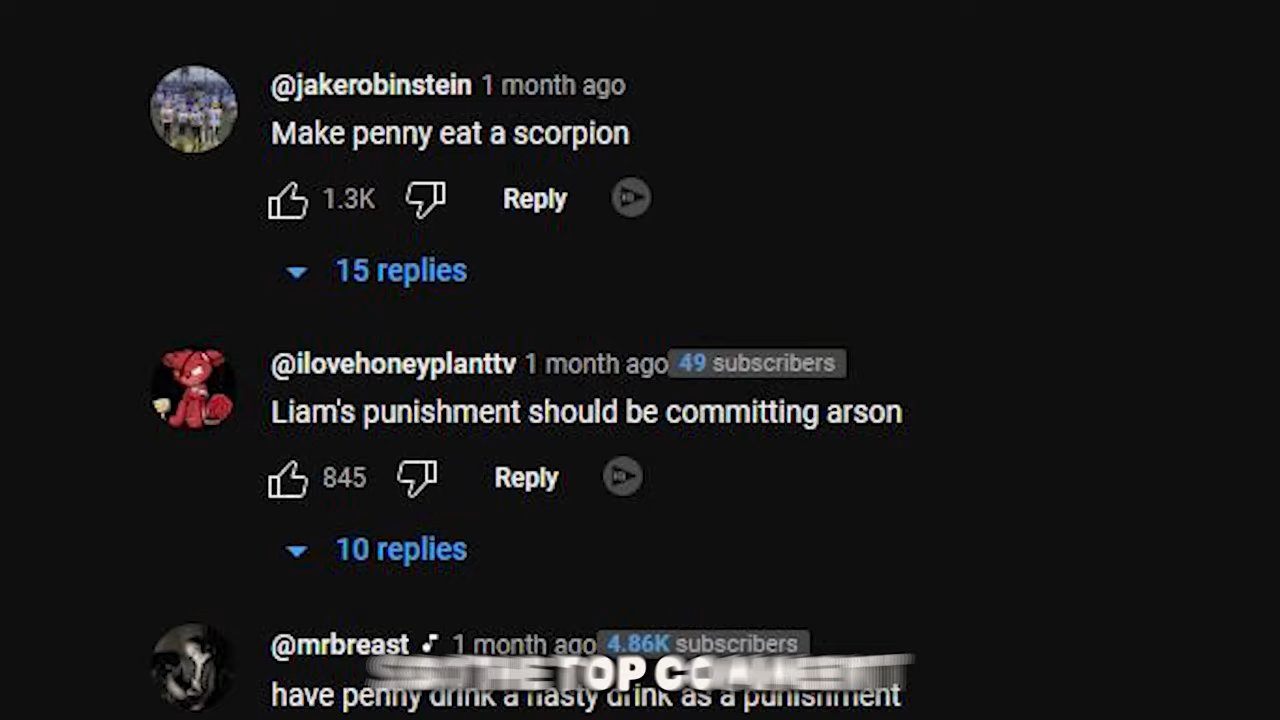 @jakerobinstein 1 month ago
Make penny eat a scorpion
1.3K Reply
15 replies
@ilovehoneyplanttv 1 month ago 49 subscribers
Liam's punishment should be committing arson
845 Reply
10 replies
@mrbreast 1 month ago 4.86K subscribers
THE TOP
have penny drink a nasty drink as a punishment